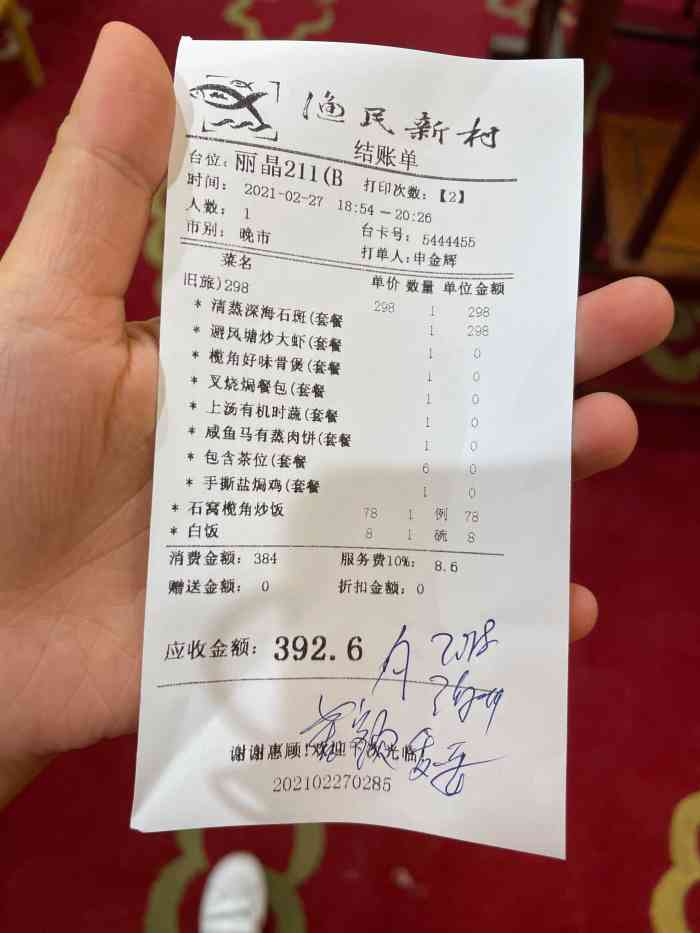 渔民新村
结账单
台位: 丽晶211(B 打印次数:【2】
时间: 2021-02-27 18:54-20:26
人数: 1 台卡号: 5444455
市别: 晚市 打单人: 申金辉
菜名 单价 数量 单位 金额
旧旅)298 298 1 298
* 清蒸深海石斑(套餐 1 298
* 避风塘炒大虾(套餐 1 0
* 榄角好味骨煲(套餐 1 0
* 叉烧焗餐包(套餐 1 0
* 上汤有机时蔬(套餐 1 0
* 咸鱼马有蒸肉饼(套餐 1 0
* 包含茶位(套餐 6 0
* 手撕盐焗鸡(套餐 1 0
* 石窝榄角炒饭 78 1 例 78
* 白饭 8 1 碗 8
消费金额: 384 服务费10%: 8.6
赠送金额: 0 折扣金额: 0
应收金额: 392.6
谢谢惠顾!欢迎下次光临
202102270285